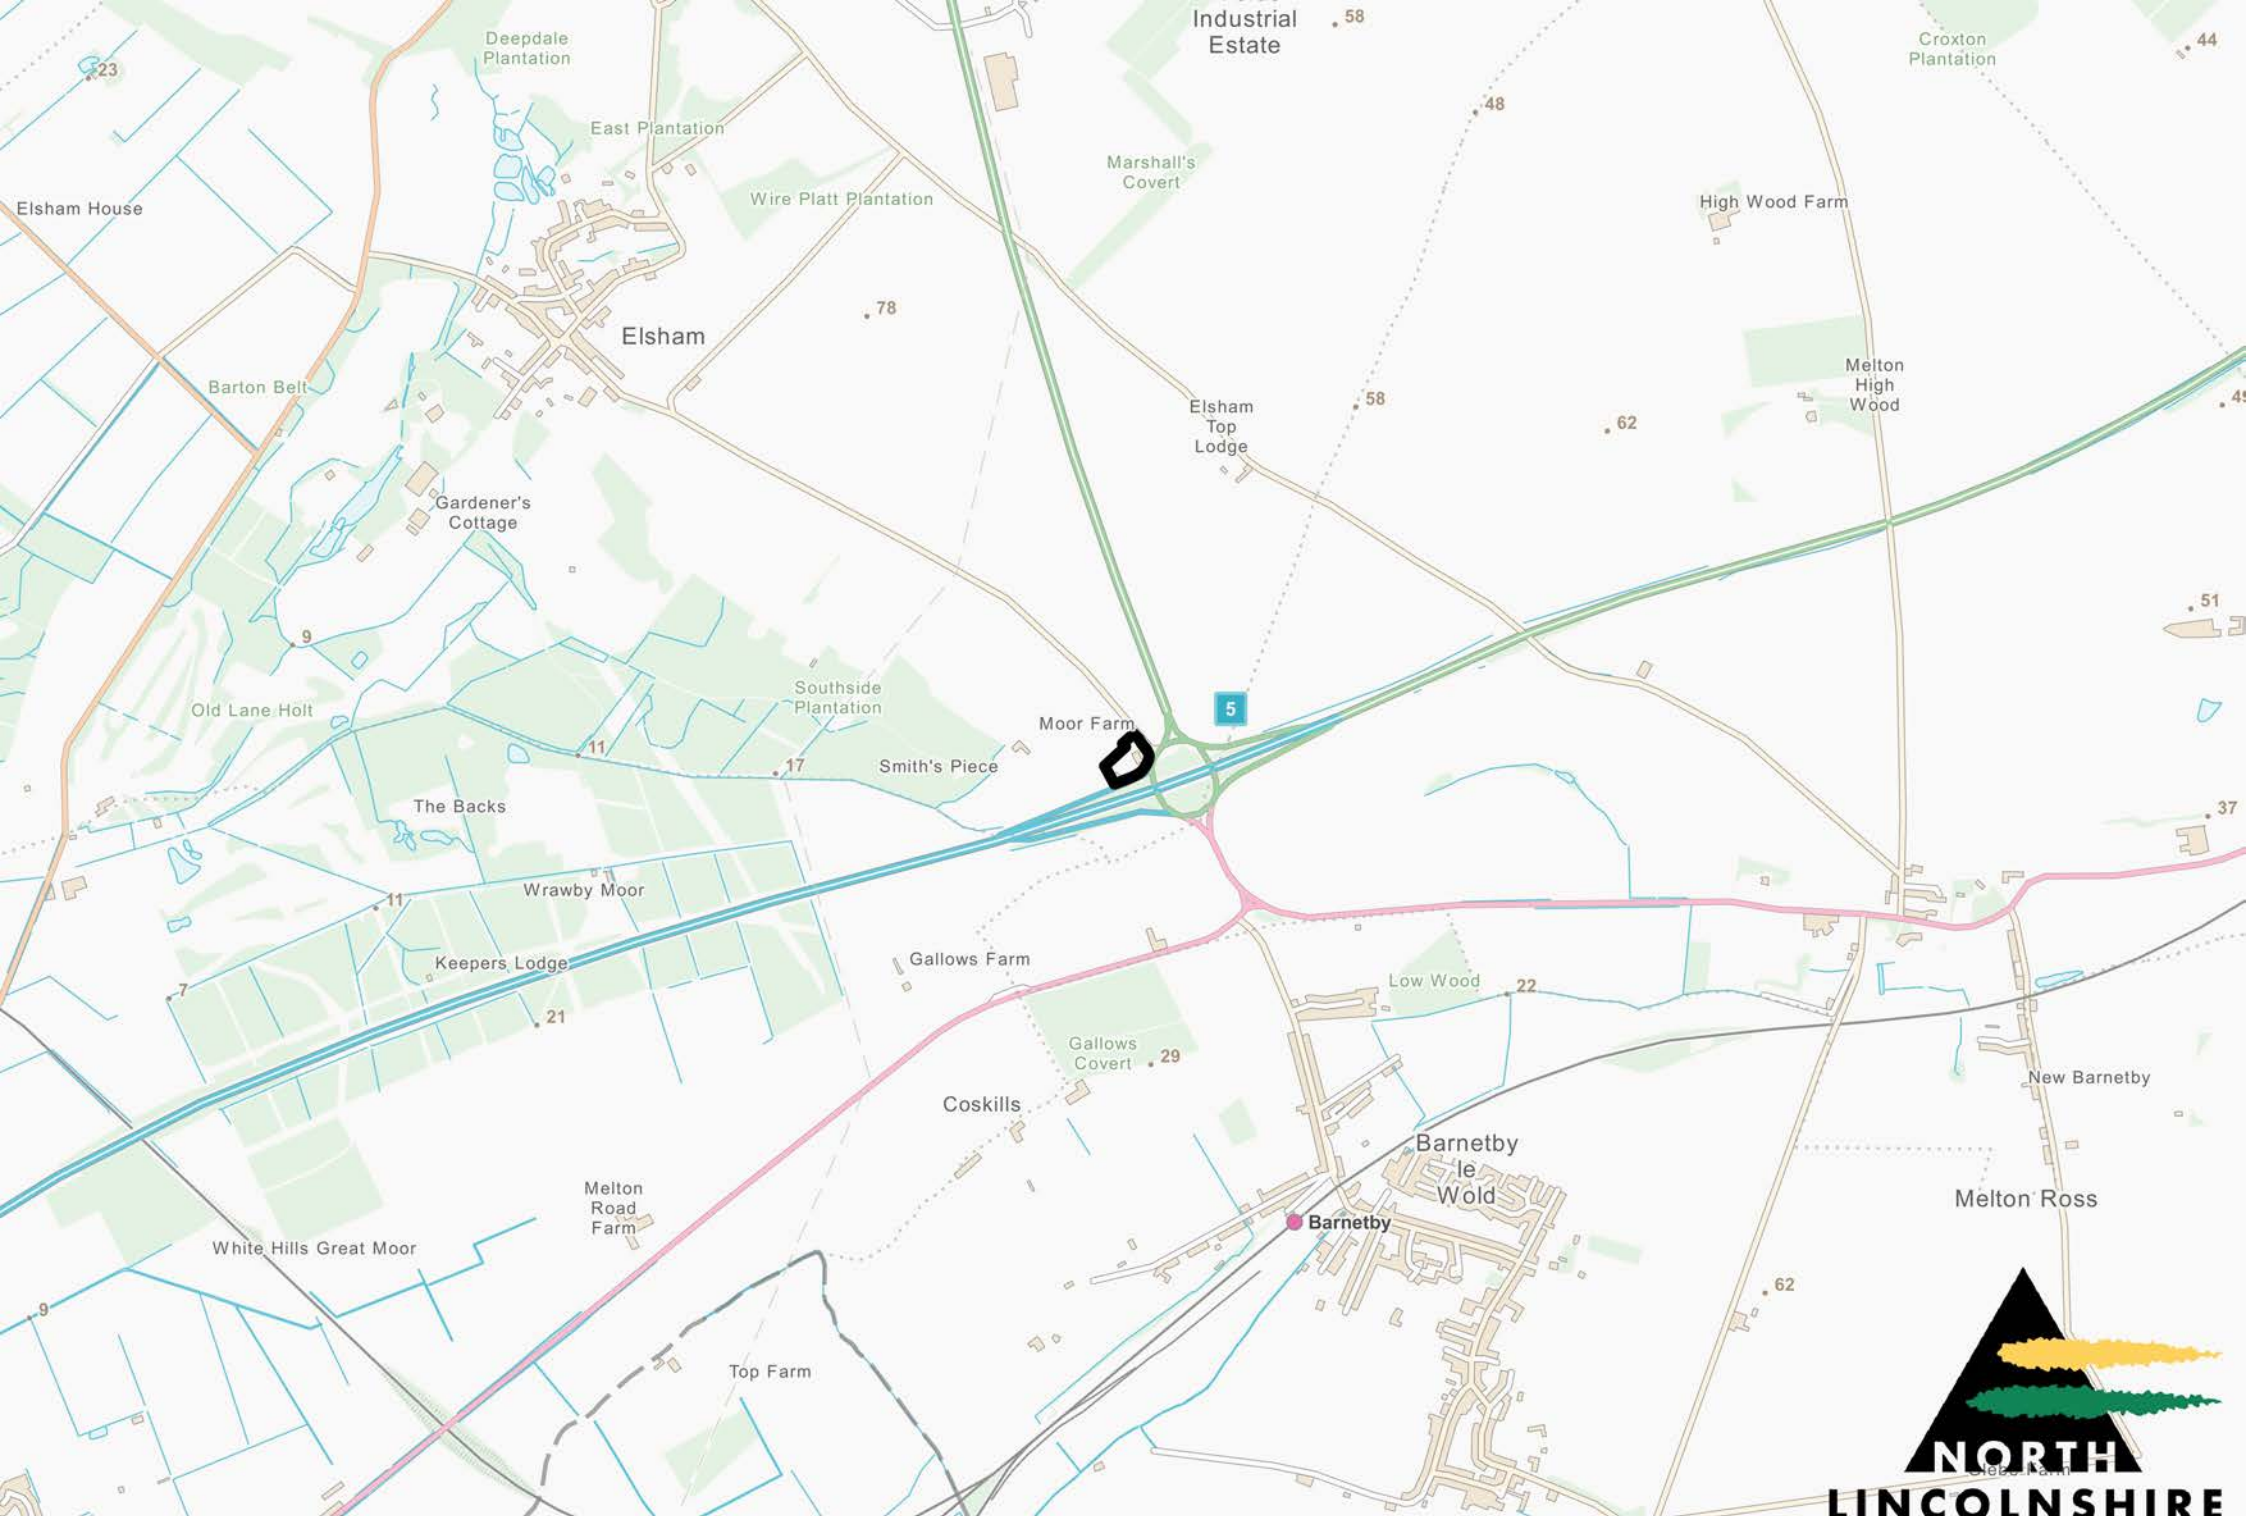 Industrial
Estate
58
Deepdale
Plantation
Croxton
Plantation
44
23
48
East Plantation
Marshall's
Covert
Wire Platt Plantation
High Wood Farm
Elsham House
78
Elsham
Melton
High
Wood
Barton Belt
Elsham
Top
Lodge
58
62
Gardener's
Cottage
51
9
Southside
Plantation
Old Lane Holt
5
Moor Farm
11
17
Smith's Piece
The Backs
37
Wrawby Moor
11
Keepers Lodge
Gallows Farm
7
Low Wood
22
21
Gallows
Covert
29
New Barnetby
Coskills
Barnetby
le
Wold
Melton
Road
Farm
Melton Ross
Barnetby
White Hills Great Moor
62
9
Top Farm
NORTH
LINCOLNSHIRE